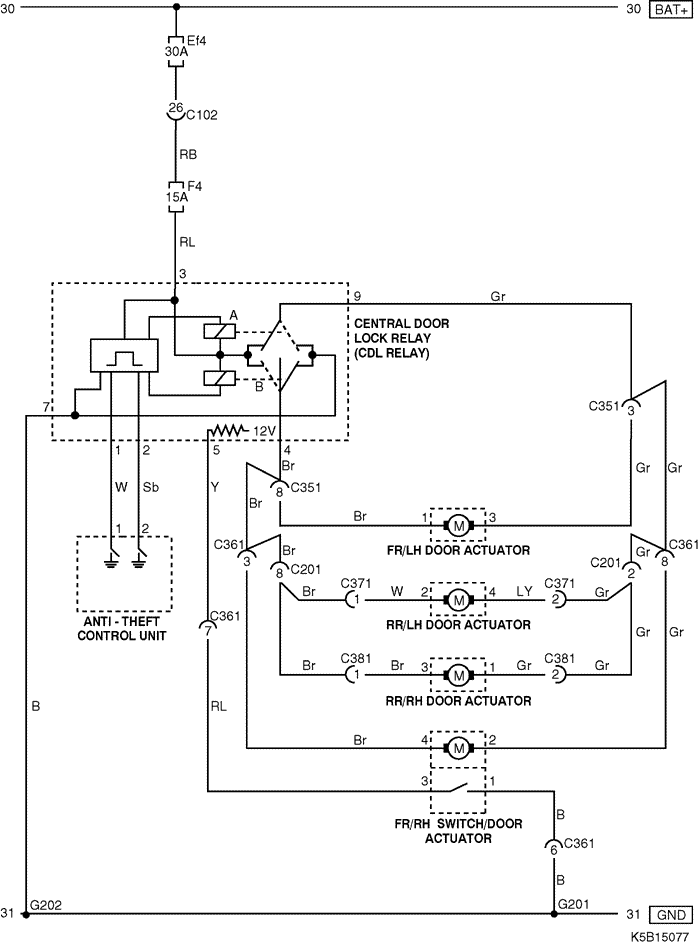 30
30 BAT+
Ef4
30A
26
C102
RB
F4
15A
RL
3
9
Gr
A
B
CENTRAL DOOR
LOCK RELAY
(CDL RELAY)
7
12V
1
2
5
4
C351
3
Br
W
Sb
Y
8
C351
Gr
Gr
Br
1
2
Br
1
M
3
FR/LH DOOR ACTUATOR
C361
3
Br
8
C201
C201
2
Gr
C361
8
ANTI - THEFT
CONTROL UNIT
C361
7
Br
C371
1
W
2
M
4
LY
C371
2
Gr
RR/LH DOOR ACTUATOR
Gr
Gr
Br
C381
1
Br
3
M
1
Gr
C381
2
Gr
RR/RH DOOR ACTUATOR
B
RL
Br
4
M
2
3
1
FR/RH SWITCH/DOOR
ACTUATOR
B
C361
6
B
31
G202
G201
31 GND
K5B15077